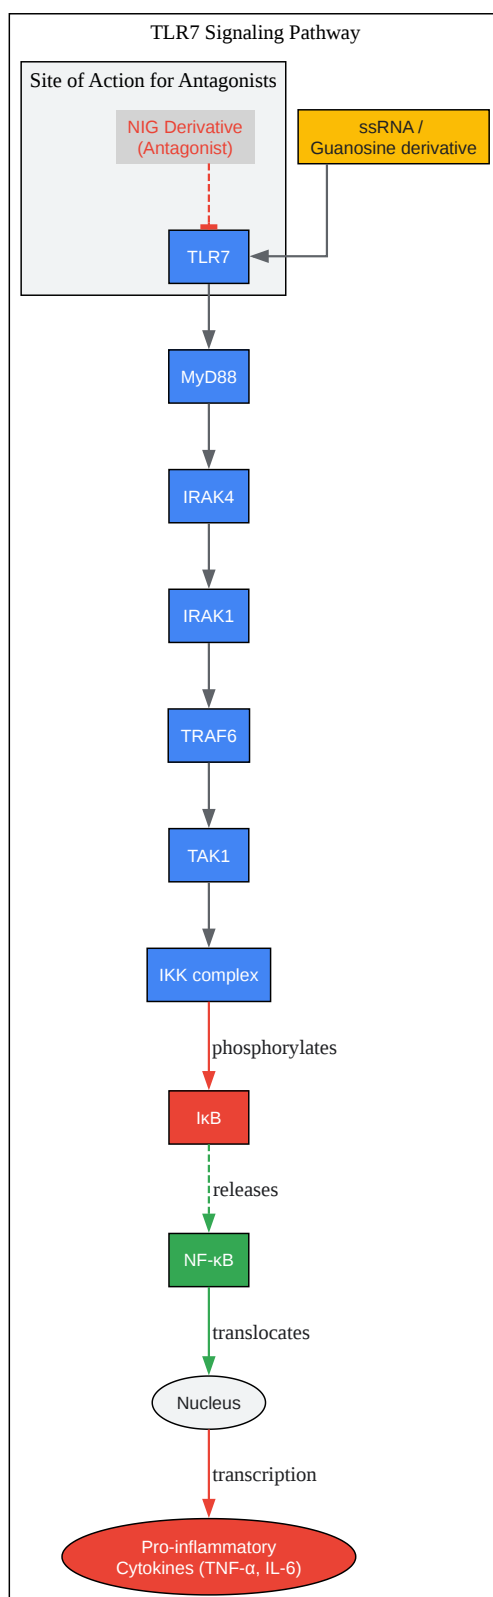 TLR7 Signaling Pathway
Site of Action for Antagonists
NIG Derivative
(Antagonist)
ssRNA /
Guanosine derivative
TLR7
MyD88
IRAK4
IRAK1
TRAF6
TAK1
IKK complex
phosphorylates
IκB
releases
NF-κB
translocates
Nucleus
transcription
Pro-inflammatory
Cytokines (TNF-α, IL-6)